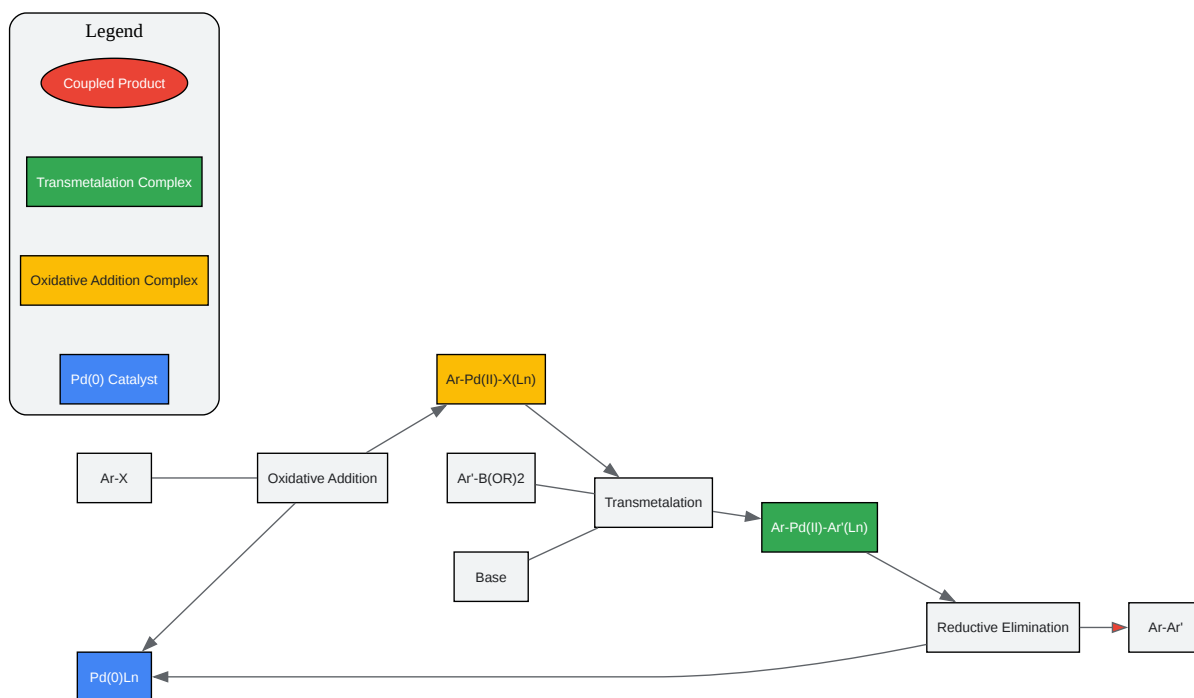 Legend
Coupled Product
Transmetalation Complex
Oxidative Addition Complex
Pd(0) Catalyst
Ar-Pd(II)-X(Ln)
Ar-X
Oxidative Addition
Ar'-B(OR)2
Transmetalation
Ar-Pd(II)-Ar'(Ln)
Base
Reductive Elimination
Ar-Ar'
Pd(0)Ln